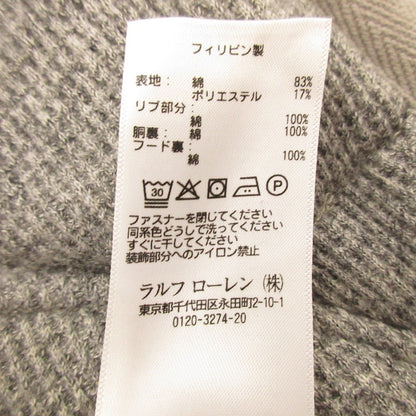 フィリピン製
表地: 綿 83%
ポリエステル 17%
リブ部分:
綿 100%
胴裏: 綿 100%
フード裏:
綿 100%
30 P
ファスナーを閉じてください
同系色どうしで洗ってください
すぐに干してください
装飾部分へのアイロン禁止
ラルフ ローレン (株)
東京都千代田区永田町2-10-1
0120-3274-20